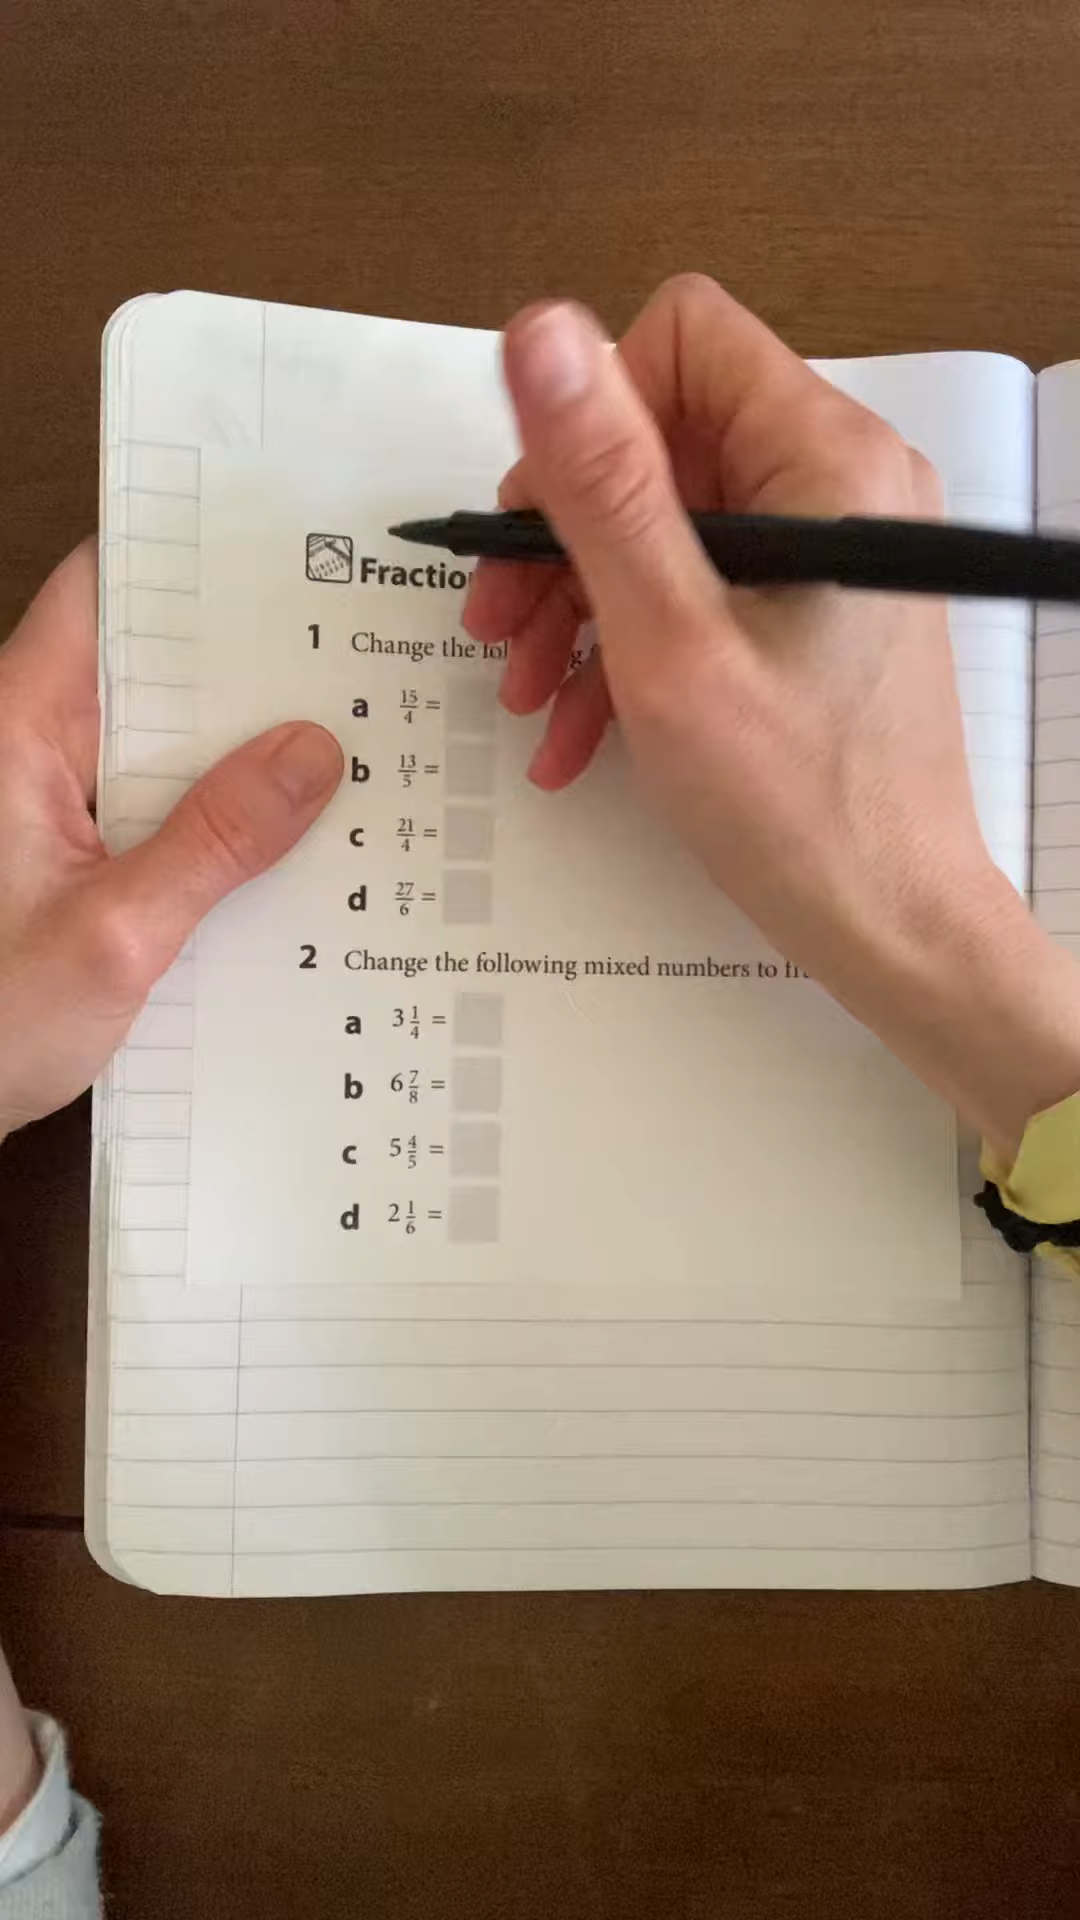 Fractio
1 Change the fol g
a 15/4 =
b 13/5 =
c 21/4 =
d 27/6 =
2 Change the following mixed numbers to
a 3 1/4 =
b 6 7/8 =
c 5 4/5 =
d 2 1/6 =